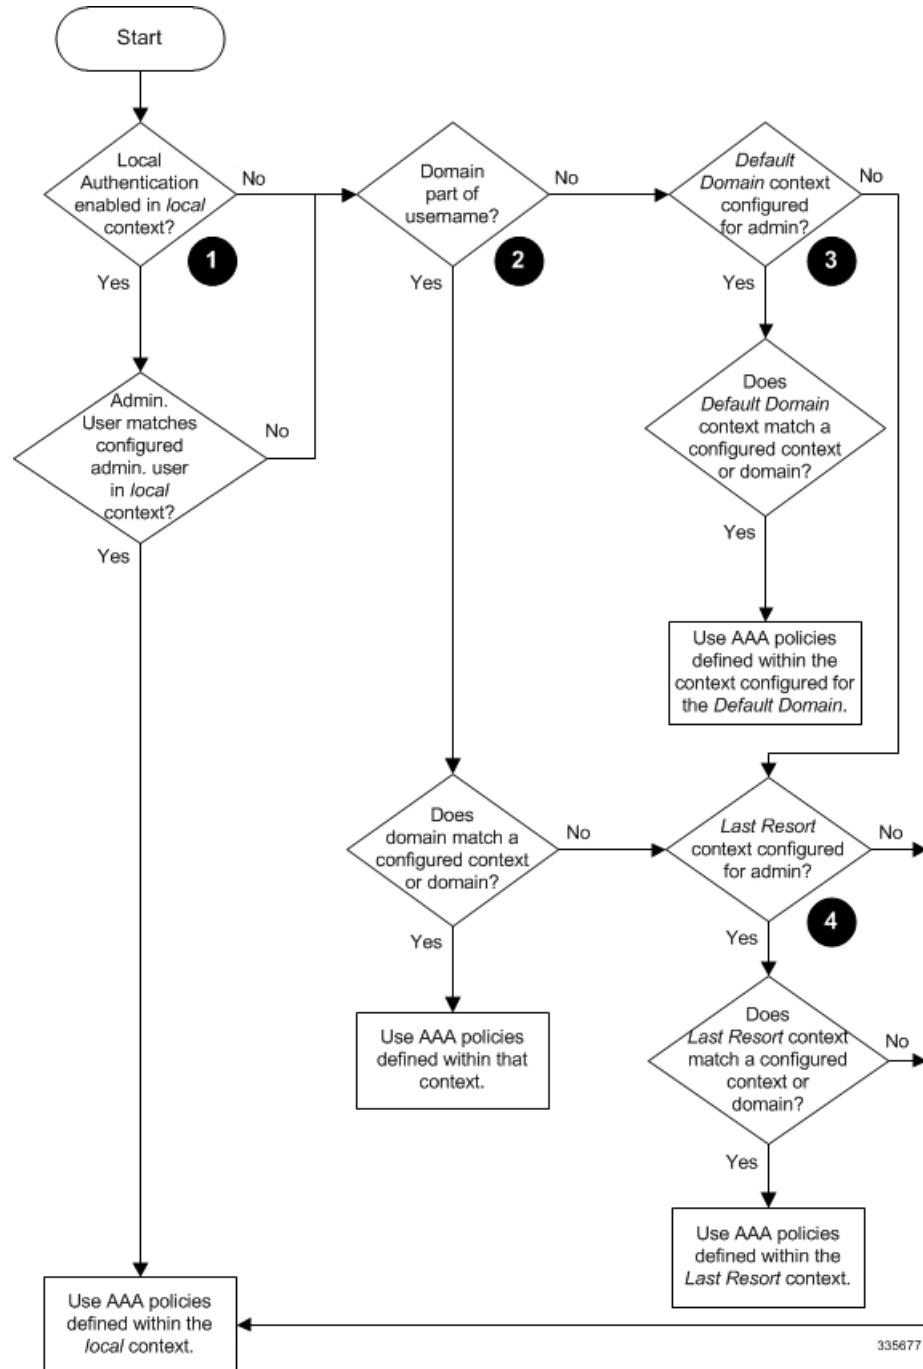 Start
Local
Authentication
enabled in local
context?
No
1
Yes
Domain
part of
username?
No
2
Yes
Default
Domain context
configured
for admin?
No
3
Yes
Admin.
User matches
configured
admin. user
in local
context?
No
Yes
Does
Default Domain
context match a
configured context
or domain?
Yes
Use AAA policies
defined within the
context configured for
the Default Domain.
Does
domain match a
configured context
or domain?
No
Yes
Last Resort
context configured
for admin?
No
4
Yes
Use AAA policies
defined within that
context.
Does
Last Resort context
match a configured
context or
domain?
No
Yes
Use AAA policies
defined within the
Last Resort context.
Use AAA policies
defined within the
local context.
335677